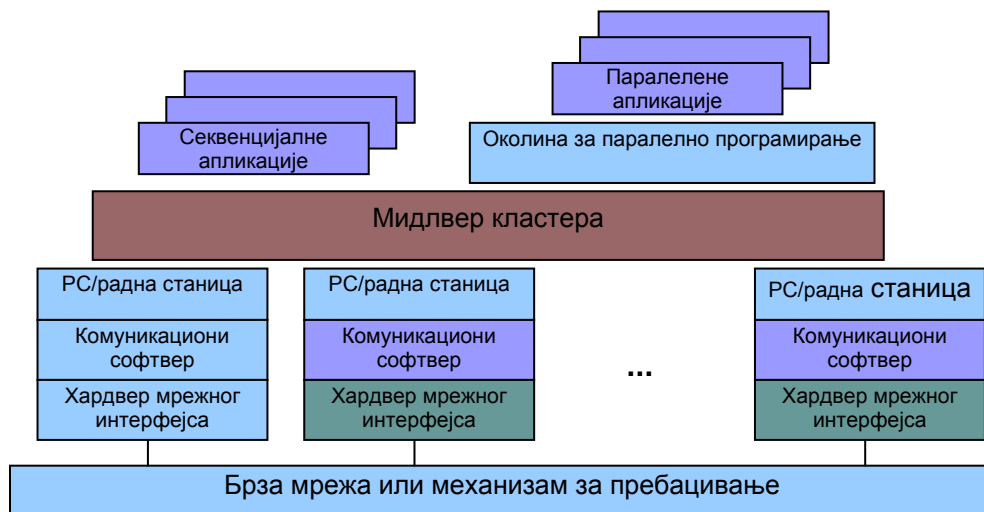 Паралелене
апликације
Секвенцијалне
апликације
Околина за паралелно програмирање
Мидлвер кластера
PC/радна станица
PC/радна станица
PC/радна станица
Комуникациони
софтвер
Комуникациони
софтвер
...
Комуникациони
софтвер
Хардвер мрежног
интерфејса
Хардвер мрежног
интерфејса
Хардвер мрежног
интерфејса
Брза мрежа или механизам за пребацивање